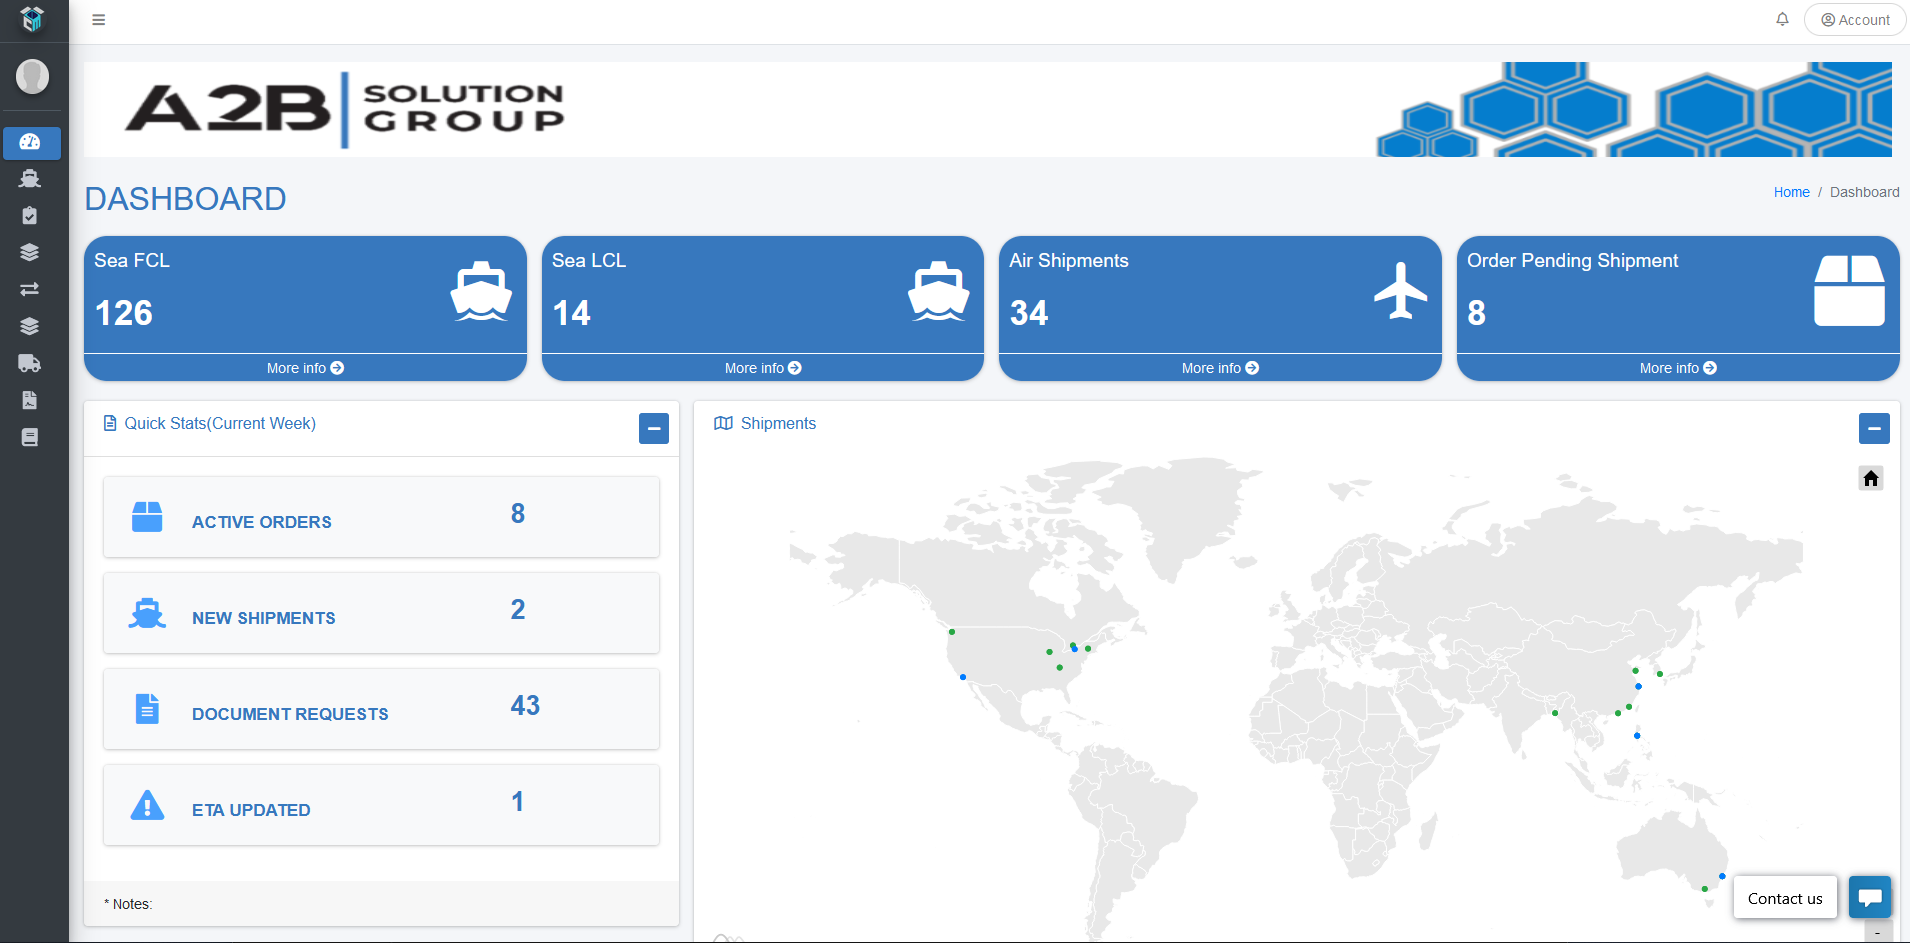 Account
A2B SOLUTION GROUP
DASHBOARD
Home / Dashboard
Sea FCL
126
More info
Sea LCL
14
More info
Air Shipments
34
More info
Order Pending Shipment
8
More info
Quick Stats(Current Week)
ACTIVE ORDERS 8
NEW SHIPMENTS 2
DOCUMENT REQUESTS 43
ETA UPDATED 1
* Notes:
Shipments
Contact us
-